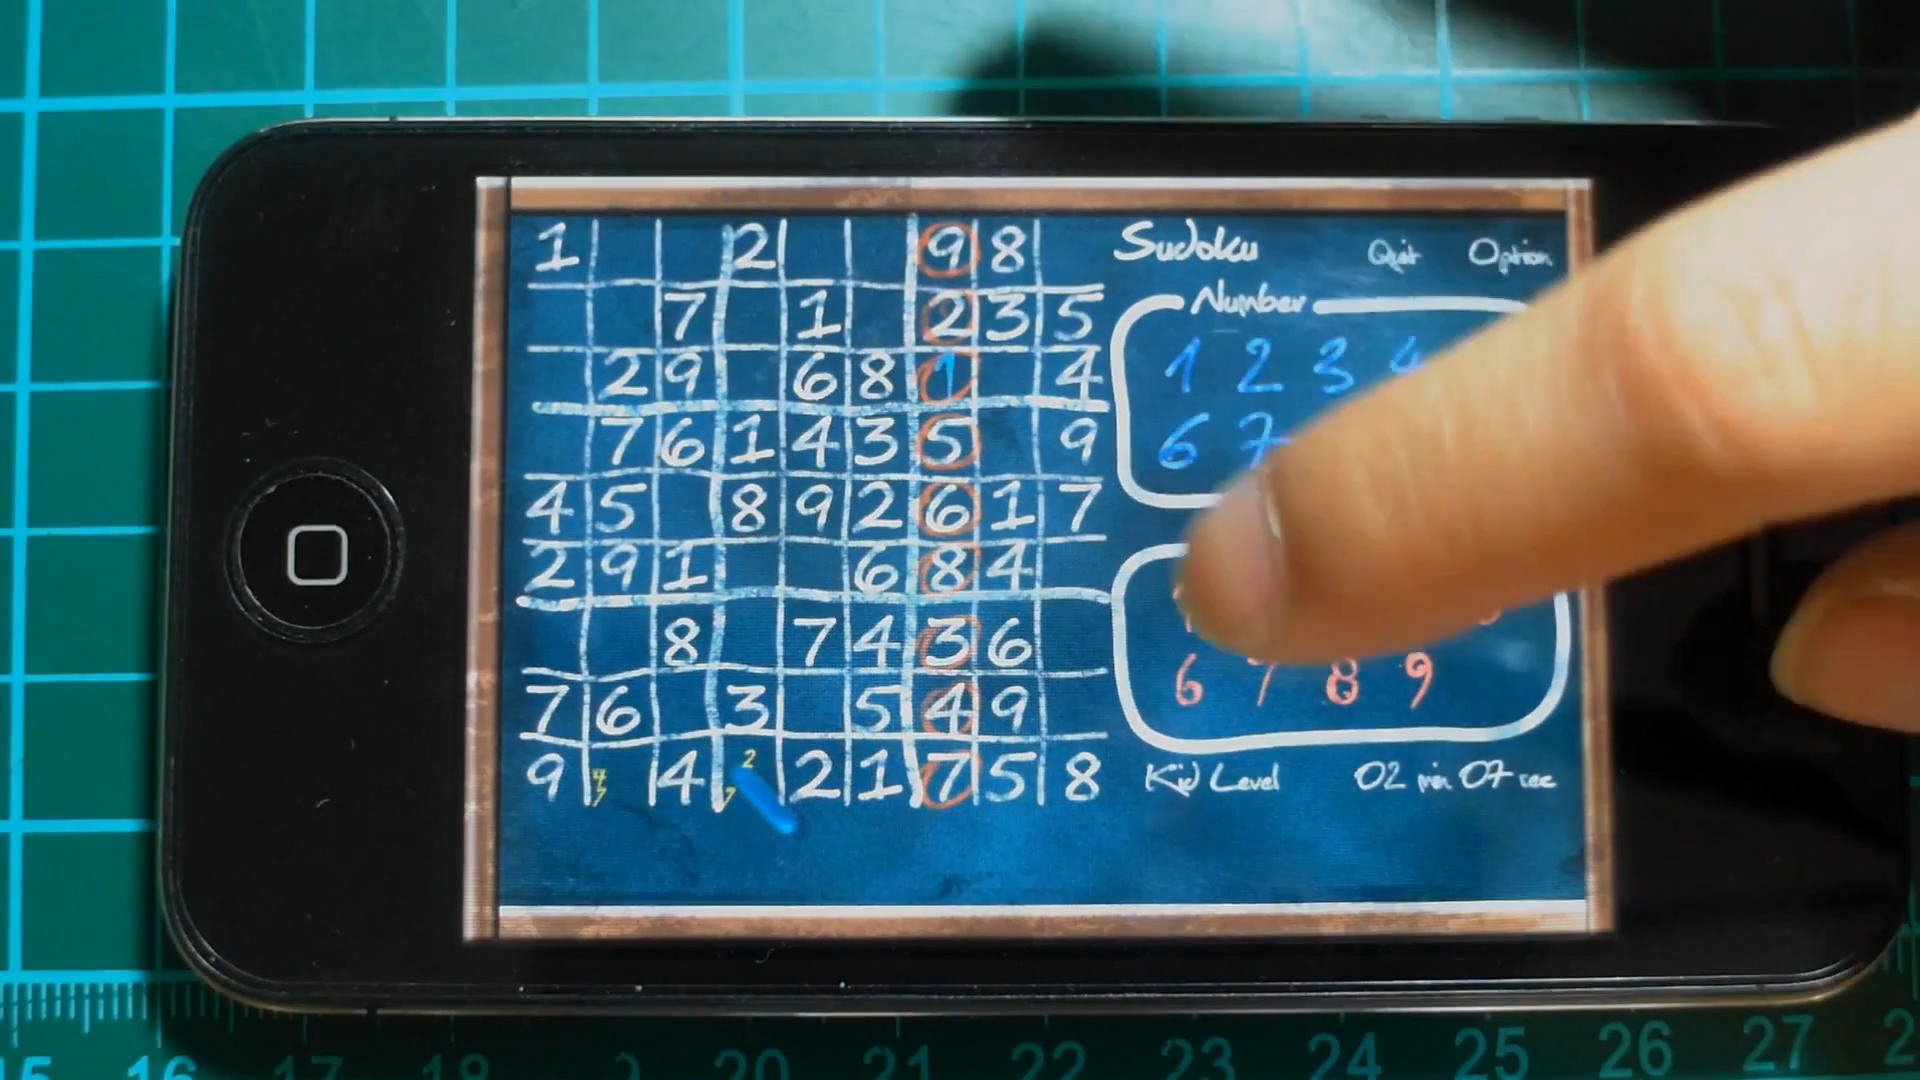 1 2 9 8
7 1 2 3 5
2 9 6 8 1 4
7 6 1 4 3 5 9
4 5 8 9 2 6 1 7
2 9 1 6 8 4
8 7 4 3 6
7 6 3 5 4 9
9 4 2 1 7 5 8
2
Sudoku Quit Option
Number
1 2 3 4
6 7
6 7 8 9
Kid Level 02 min 07 sec
20 21 22 23 24 25 26 27